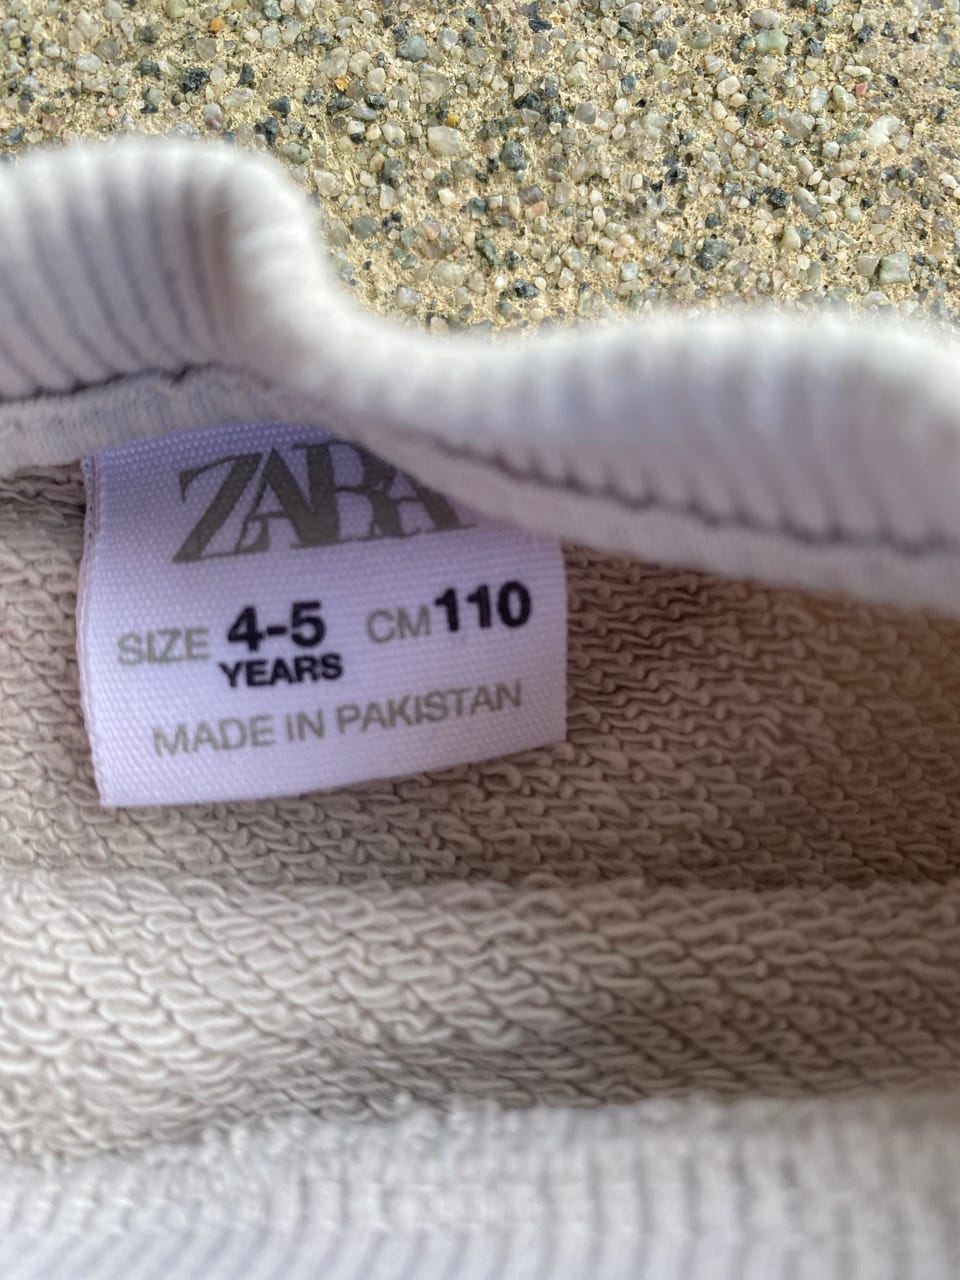 ZARA
SIZE 4-5 CM 110
YEARS
MADE IN PAKISTAN